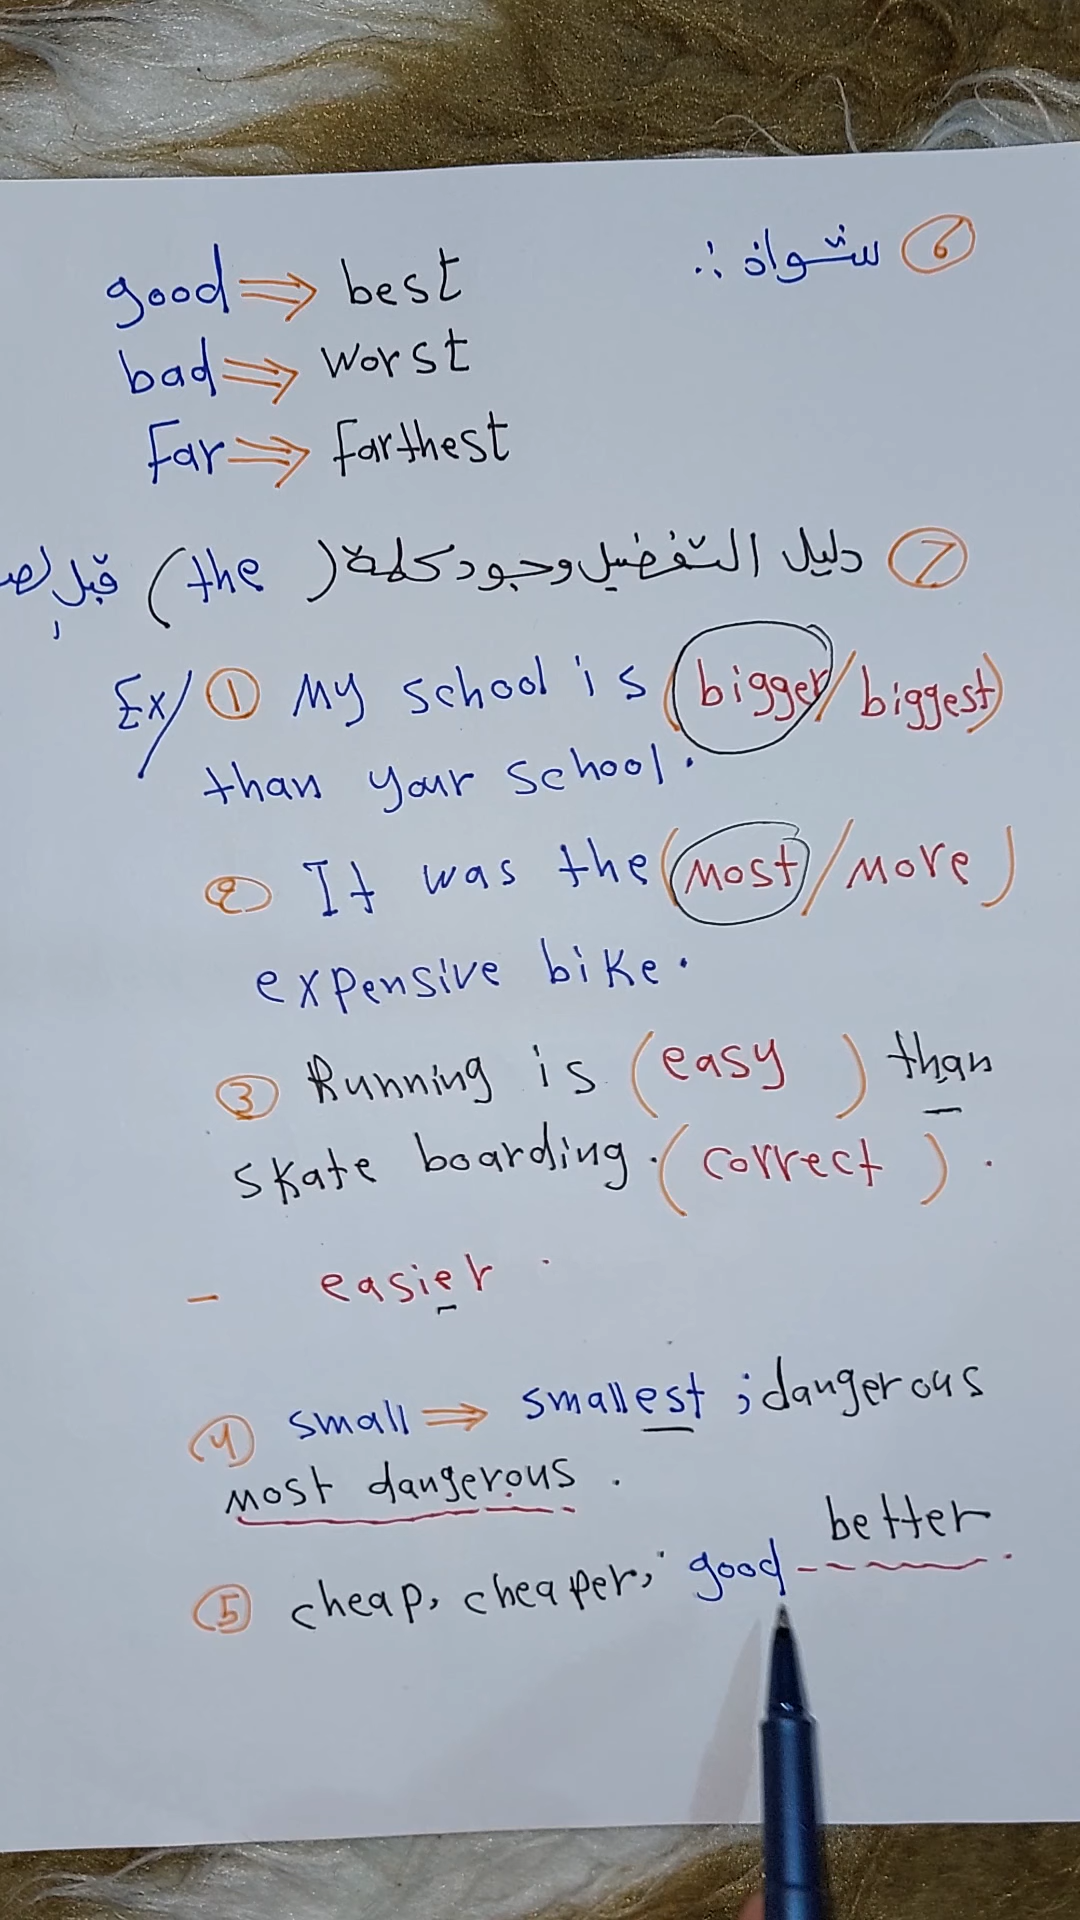 ⑥ شواذ :.
good ⇒ best
bad ⇒ worst
Far ⇒ Farthest
⑦ دليل التفضيل وجود كلمة ( the ) قبل
Ex/ ① My school is (bigger/biggest)
than your school.
② It was the (most/more)
expensive bike.
③ Running is (easy) than
skate boarding. (correct).
- easier.
④ small ⇒ smallest ; dangerous
most dangerous.
better
⑤ cheap, cheaper; good - - - - -.